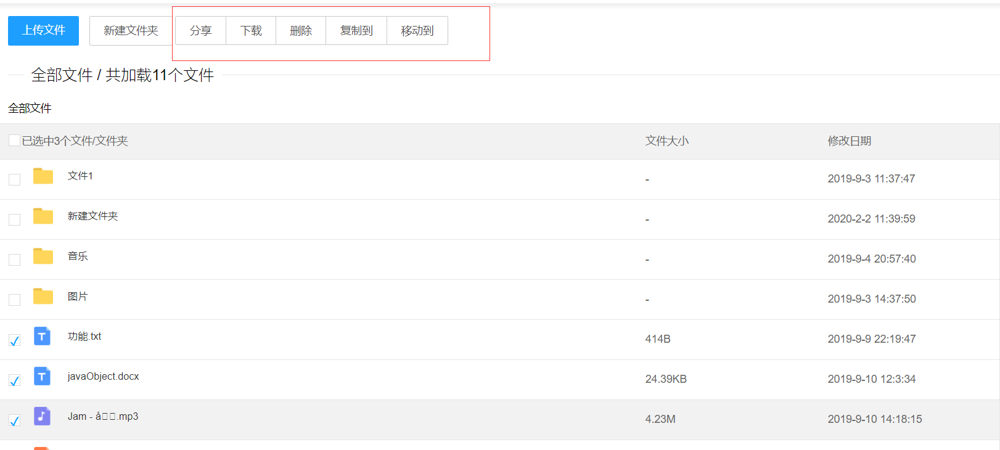 上传文件 新建文件夹 分享 下载 删除 复制到 移动到
全部文件 / 共加载11个文件
全部文件
已选中3个文件/文件夹 文件大小 修改日期
文件1 - 2019-9-3 11:37:47
新建文件夹 - 2020-2-2 11:39:59
音乐 - 2019-9-4 20:57:40
图片 - 2019-9-3 14:37:50
功能.txt 414B 2019-9-9 22:19:47
javaObject.docx 24.39KB 2019-9-10 12:3:34
Jam - å□□.mp3 4.23M 2019-9-10 14:18:15